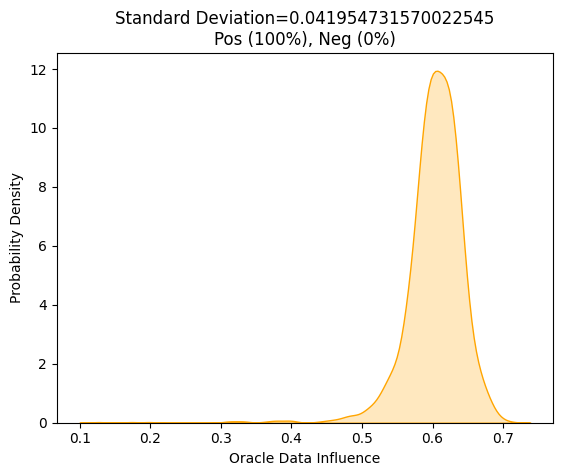 Standard Deviation=0.041954731570022545
Pos (100%), Neg (0%)
12
10
8
6
4
2
0
Probability Density
0.1 0.2 0.3 0.4 0.5 0.6 0.7
Oracle Data Influence